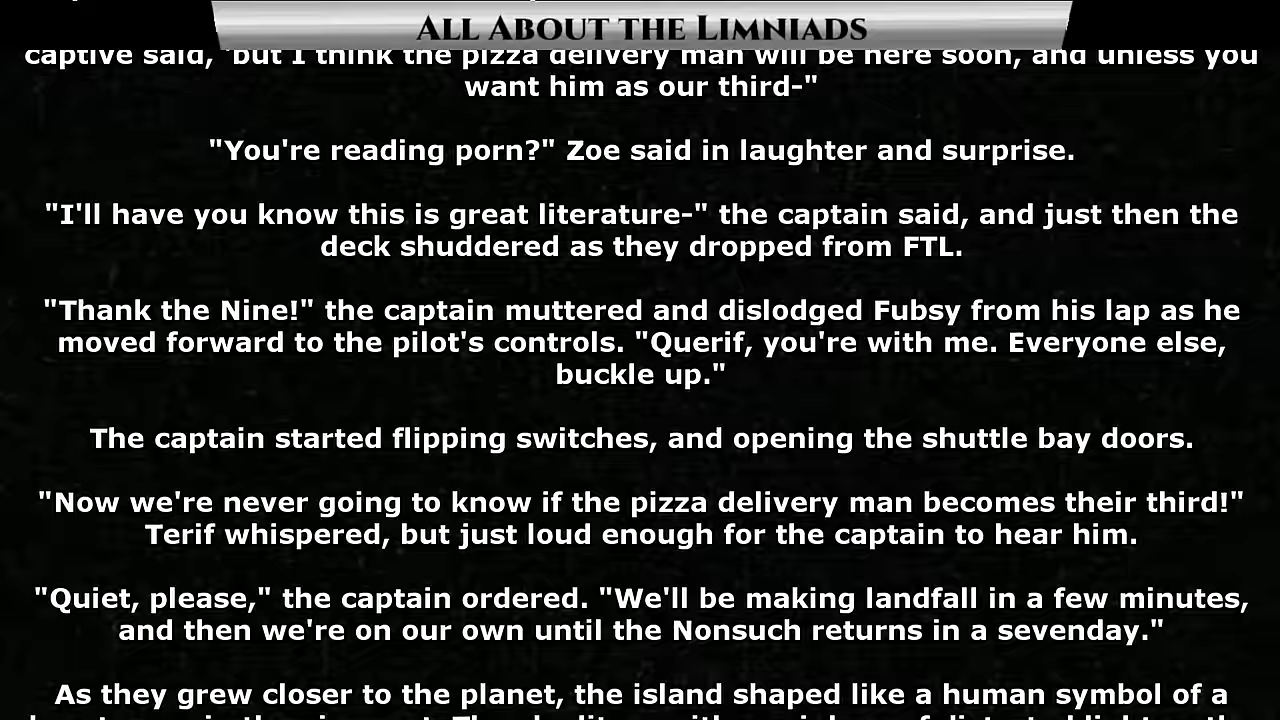 All About the Limniads
captive said, "but I think the pizza delivery man will be here soon, and unless you
want him as our third-"
"You're reading porn?" Zoe said in laughter and surprise.
"I'll have you know this is great literature-" the captain said, and just then the
deck shuddered as they dropped from FTL.
"Thank the Nine!" the captain muttered and dislodged Fubsy from his lap as he
moved forward to the pilot's controls. "Querif, you're with me. Everyone else,
buckle up."
The captain started flipping switches, and opening the shuttle bay doors.
"Now we're never going to know if the pizza delivery man becomes their third!"
Terif whispered, but just loud enough for the captain to hear him.
"Quiet, please," the captain ordered. "We'll be making landfall in a few minutes,
and then we're on our own until the Nonsuch returns in a sevenday."
As they grew closer to the planet, the island shaped like a human symbol of a